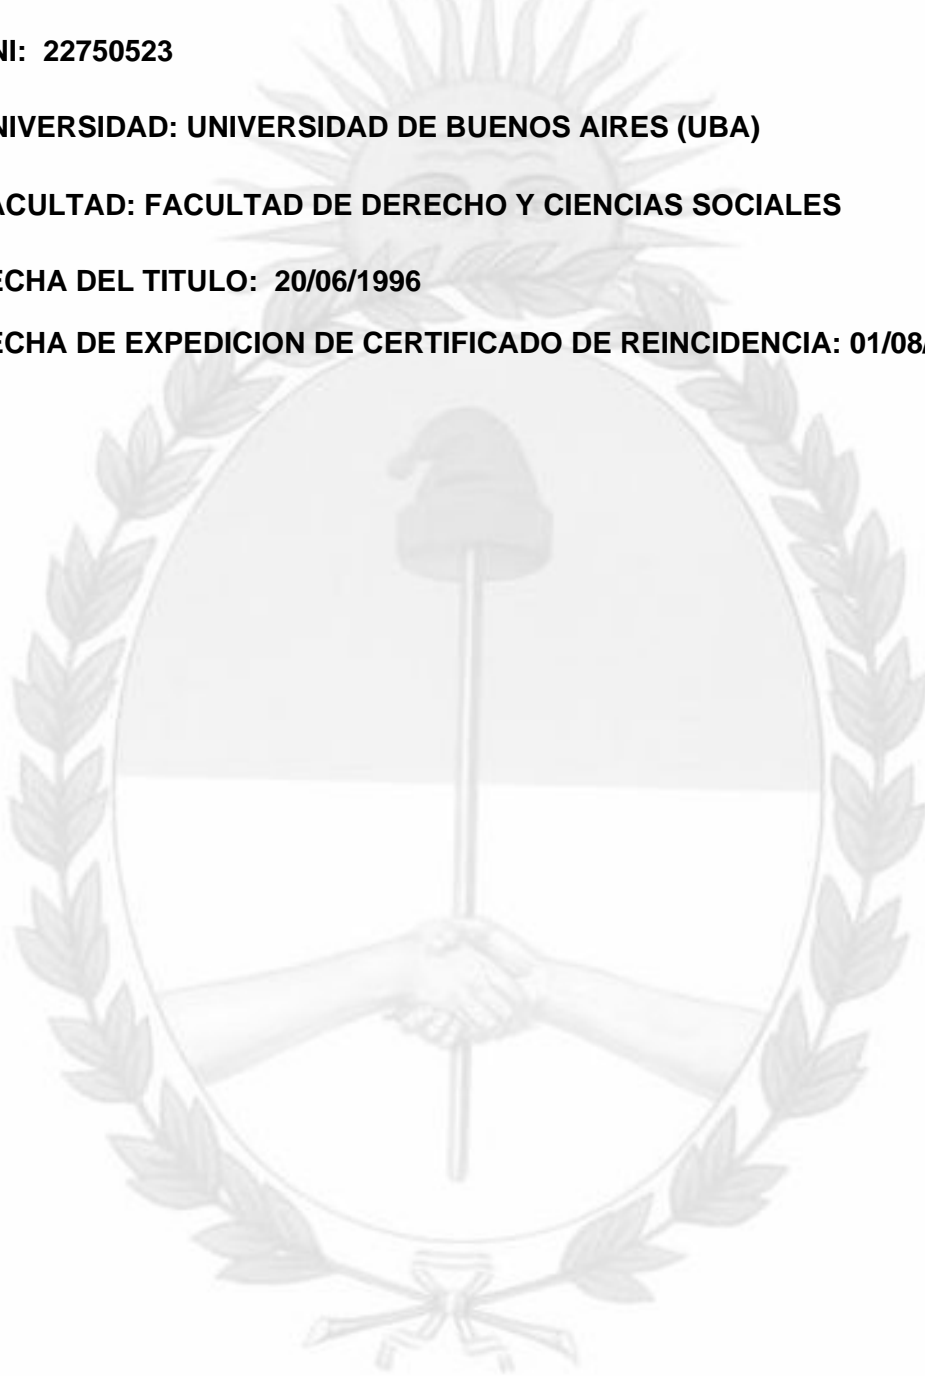 NI: 22750523
NIVERSIDAD: UNIVERSIDAD DE BUENOS AIRES (UBA)
ACULTAD: FACULTAD DE DERECHO Y CIENCIAS SOCIALES
ECHA DEL TITULO: 20/06/1996
ECHA DE EXPEDICION DE CERTIFICADO DE REINCIDENCIA: 01/08/